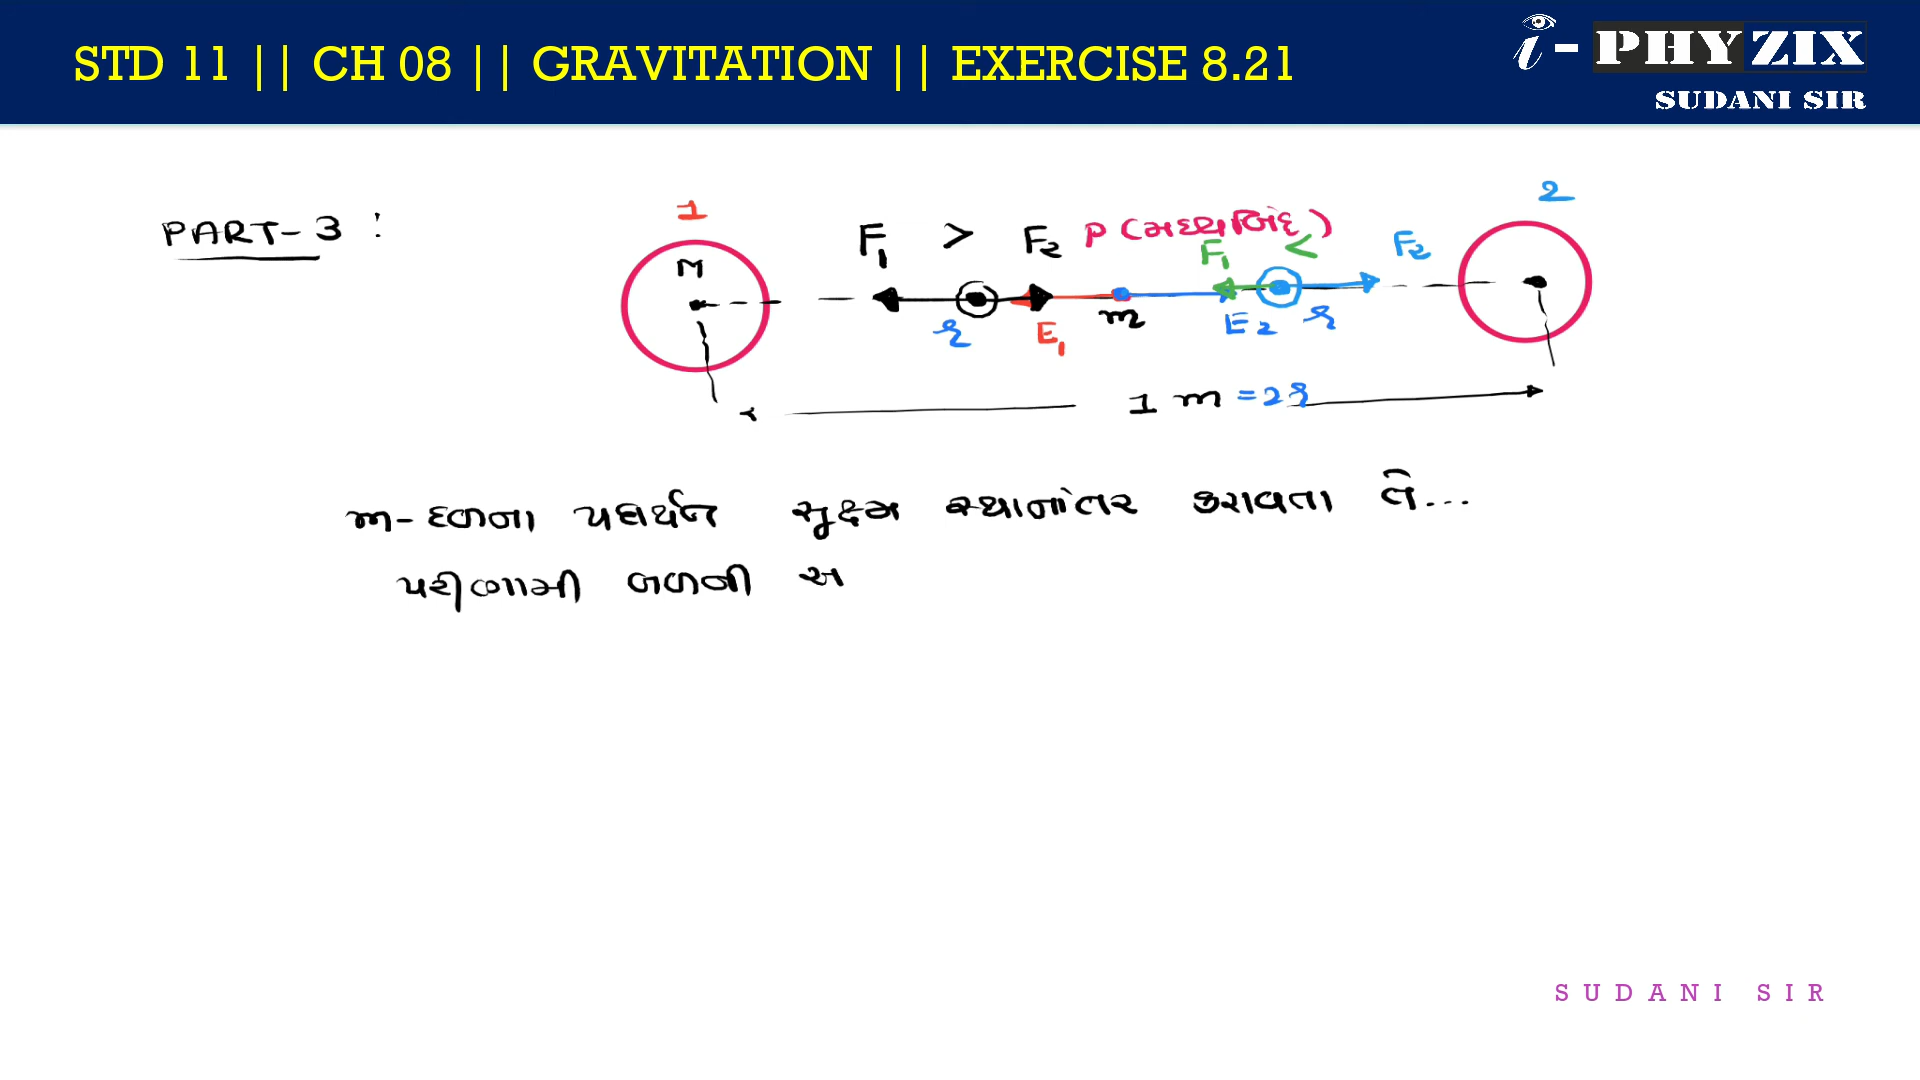 STD 11 || CH 08 || GRAVITATION || EXERCISE 8.21
i-PHYZIX
SUDANI SIR
PART-3 :
1
2
M
F₁ > F₂
P (મધ્યબિંદુ)
F₁ < F₂
r E₁ m E₂ r
1 m = 2r
m - દળના પદાર્થને સૂક્ષ્મ સ્થાનાંતર કરાવતા તે...
પરીણામી બળની અ
SUDANI SIR